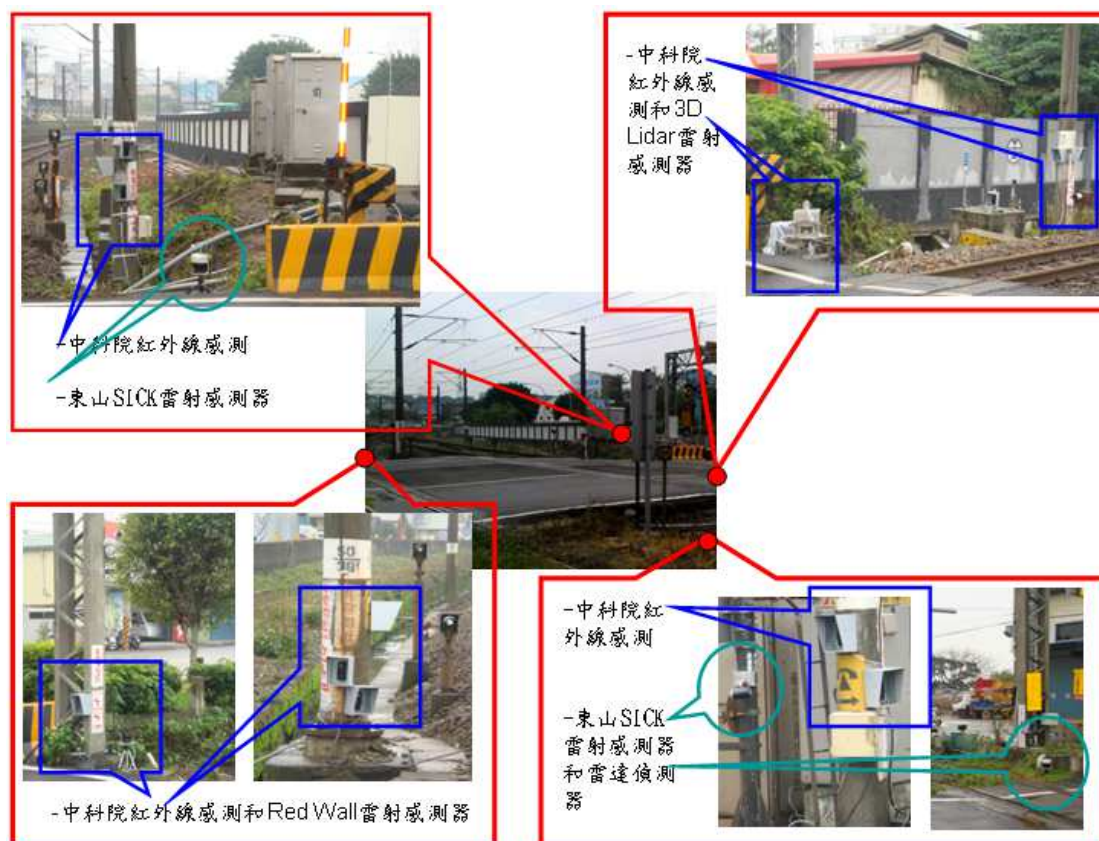 -中科院紅外線感測
-東山SICK雷射感測器
-中科院
紅外線感
測和3D
Lidar雷射
感測器
-中科院紅外線感測和Red Wall雷射感測器
-中科院紅
外線感測
-東山SICK
雷射感測器
和雷達偵測
器